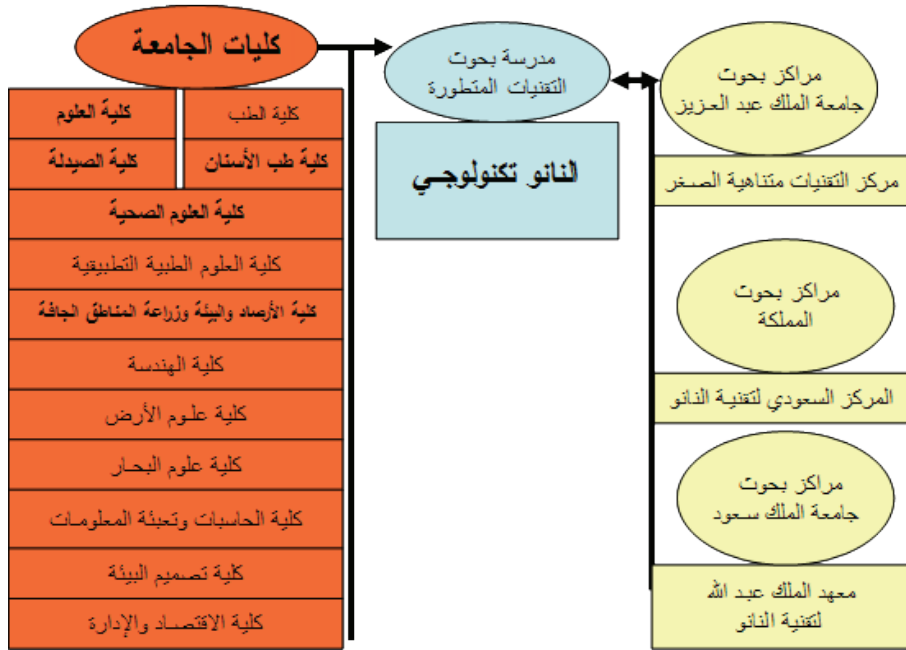 مراكز بحوث
جامعة الملك عبد العزيز
مركز التقنيات متناهية الصغر
مراكز بحوث
المملكة
المركز السعودي لتقنية النانو
مراكز بحوث
جامعة الملك سعود
معهد الملك عبد الله
لتقنية النانو
مدرسة بحوث
التقنيات المتطورة
النانو تكنولوجي
كليات الجامعة
كلية الطب
كلية العلوم
كلية طب الأسنان
كلية الصيدلة
كلية العلوم الصحية
كلية العلوم الطبية التطبيقية
كلية الأرصاد والبيئة وزراعة المناطق الجافة
كلية الهندسة
كلية علوم الأرض
كلية علوم البحار
كلية الحاسبات وتعبئة المعلومات
كلية تصميم البيئة
كلية الاقتصاد والإدارة